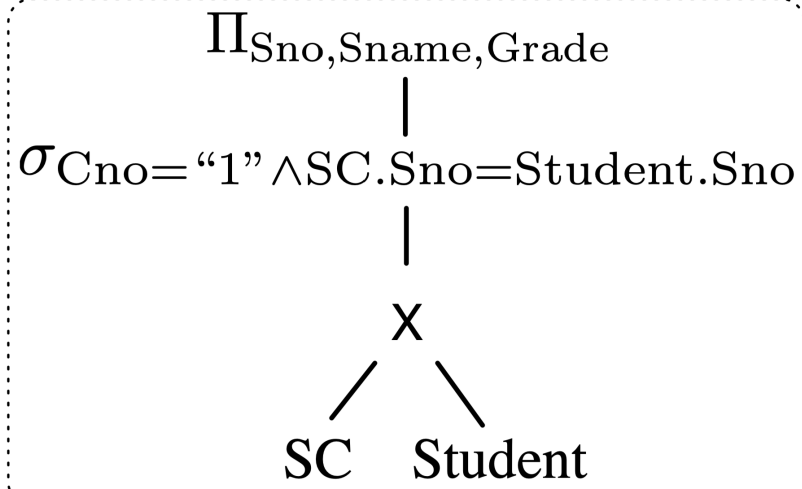 ΠSno,Sname,Grade
σCno=“1”∧SC.Sno=Student.Sno
X
SC Student